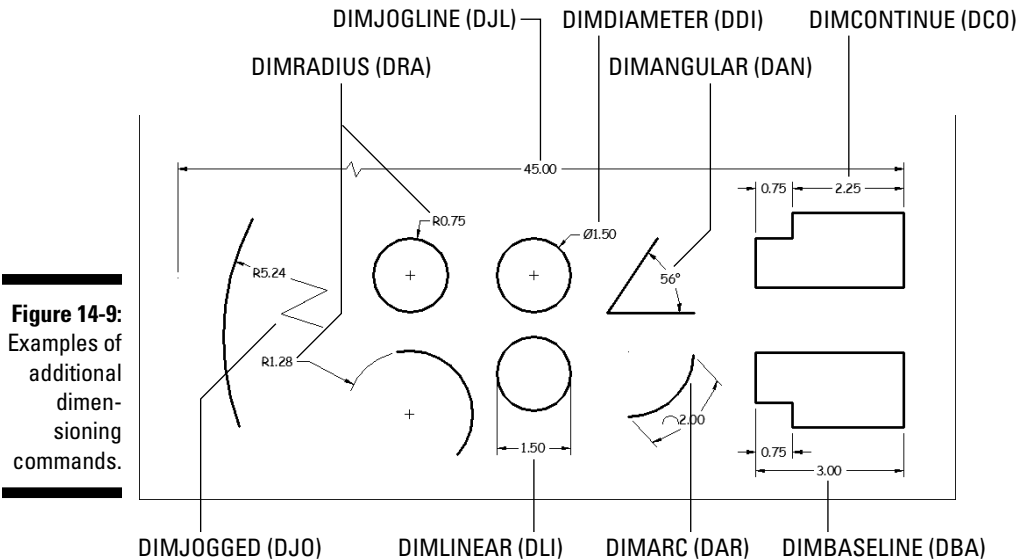 DIMJOGLINE (DJL)
DIMDIAMETER (DDI)
DIMCONTINUE (DCO)
DIMRADIUS (DRA)
DIMANGULAR (DAN)
45.00
0.75
2.25
R0.75
Ø1.50
R5.24
56°
Figure 14-9:
Examples of
additional
dimen-
sioning
commands.
R1.28
⌒2.00
1.50
0.75
3.00
DIMJOGGED (DJO)
DIMLINEAR (DLI)
DIMARC (DAR)
DIMBASELINE (DBA)